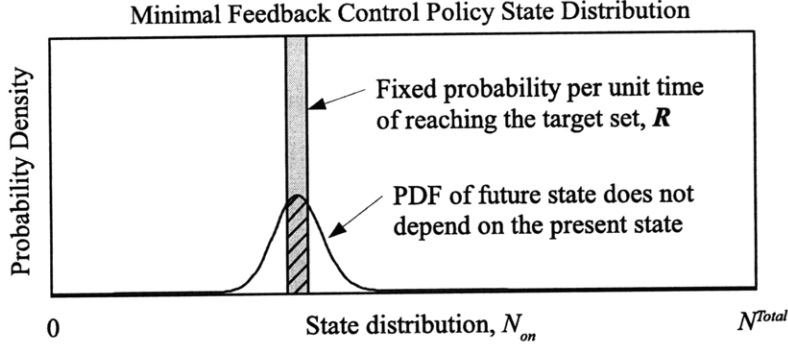 Minimal Feedback Control Policy State Distribution
Probability Density
Fixed probability per unit time
of reaching the target set, R
PDF of future state does not
depend on the present state
0
State distribution, Non
NTotal